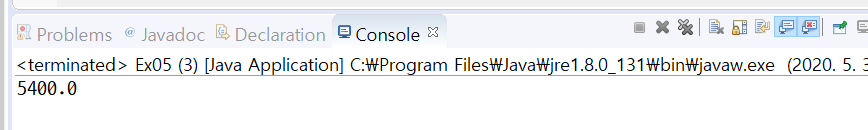 Problems @ Javadoc Declaration Console
<terminated> Ex05 (3) [Java Application] C:₩Program Files₩Java₩jre1.8.0_131₩bin₩javaw.exe (2020. 5. 3
5400.0